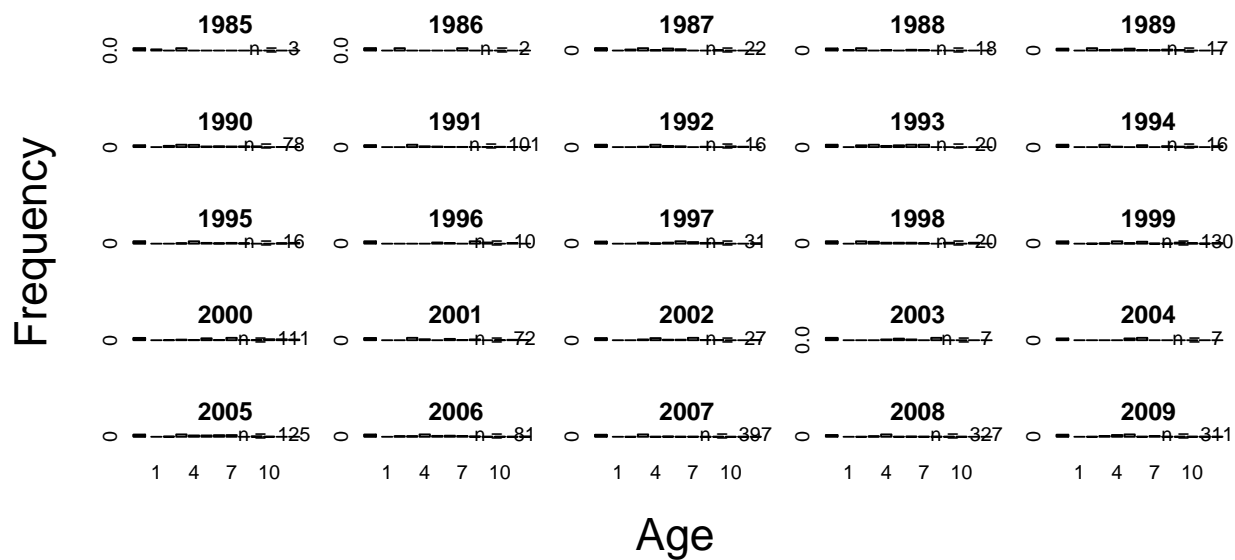 1985 1986 1987 1988 1989
0.0 n = 3 0.0 n = 2 0 n = 22 0 n = 18 0 n = 17
1990 1991 1992 1993 1994
0 n = 78 0 n = 101 0 n = 16 0 n = 20 0 n = 16
Frequency
1995 1996 1997 1998 1999
0 n = 16 0 n = 10 0 n = 31 0 n = 20 0 n = 130
2000 2001 2002 2003 2004
0 n = 111 0 n = 72 0 n = 27 0.0 n = 7 0 n = 7
2005 2006 2007 2008 2009
0 n = 125 0 n = 81 0 n = 397 0 n = 327 0 n = 311
1 4 7 10 1 4 7 10 1 4 7 10 1 4 7 10 1 4 7 10
Age